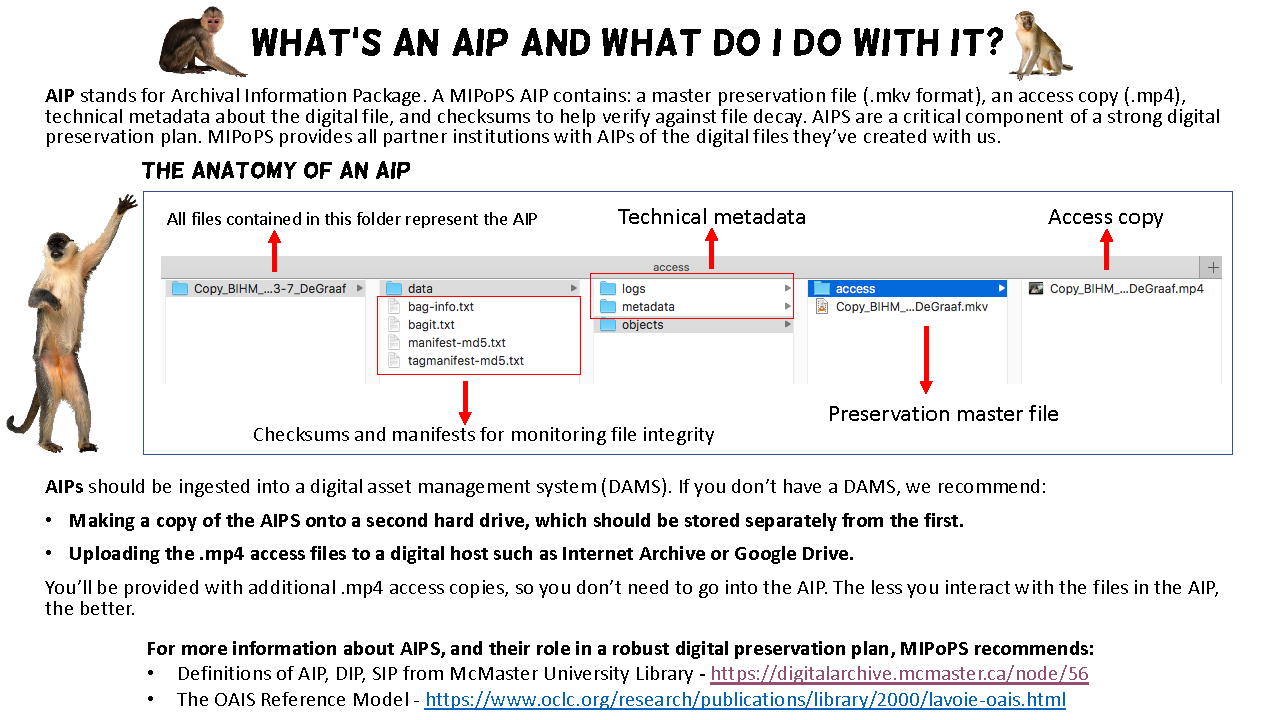 WHAT'S AN AIP AND WHAT DO I DO WITH IT?
AIP stands for Archival Information Package. A MIPoPS AIP contains: a master preservation file (.mkv format), an access copy (.mp4),
technical metadata about the digital file, and checksums to help verify against file decay. AIPS are a critical component of a strong digital
preservation plan. MIPoPS provides all partner institutions with AIPs of the digital files they've created with us.
THE ANATOMY OF AN AIP
All files contained in this folder represent the AIP
Technical metadata
Access copy
access
Copy_BIHM_...3-7_DeGraaf
data
bag-info.txt
bagit.txt
manifest-md5.txt
tagmanifest-md5.txt
logs
metadata
objects
access
Copy_BIHM_...DeGraaf.mkv
Copy_BIHM_...DeGraaf.mp4
Preservation master file
Checksums and manifests for monitoring file integrity
AIPs should be ingested into a digital asset management system (DAMS). If you don't have a DAMS, we recommend:
• Making a copy of the AIPS onto a second hard drive, which should be stored separately from the first.
• Uploading the .mp4 access files to a digital host such as Internet Archive or Google Drive.
You'll be provided with additional .mp4 access copies, so you don't need to go into the AIP. The less you interact with the files in the AIP,
the better.
For more information about AIPS, and their role in a robust digital preservation plan, MIPoPS recommends:
• Definitions of AIP, DIP, SIP from McMaster University Library - https://digitalarchive.mcmaster.ca/node/56
• The OAIS Reference Model - https://www.oclc.org/research/publications/library/2000/lavoie-oais.html